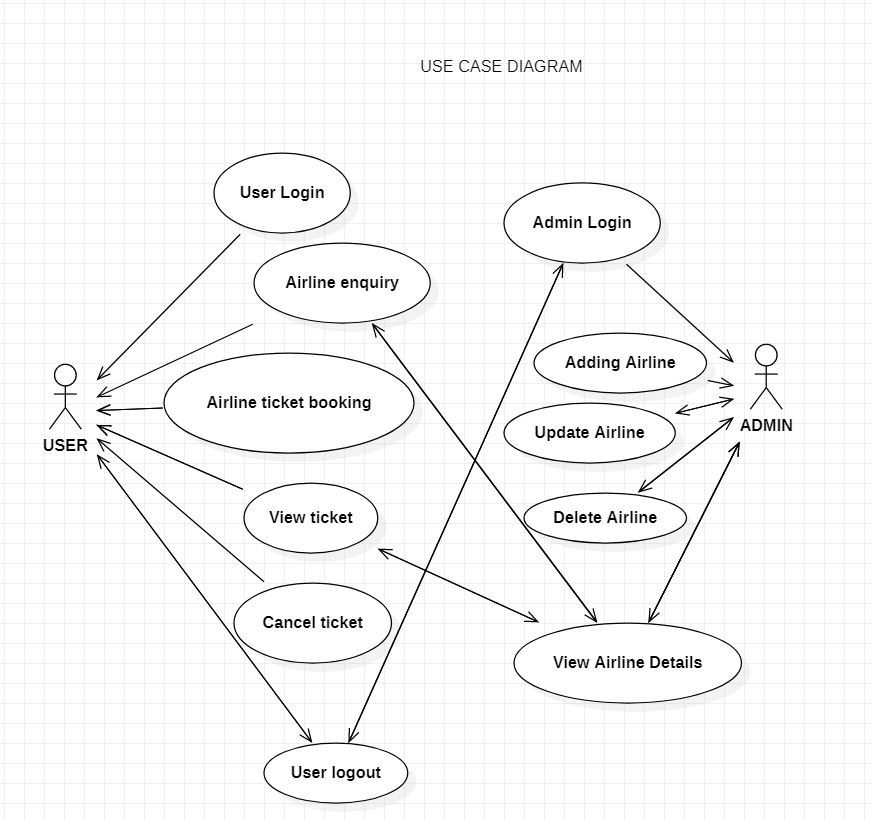 USE CASE DIAGRAM
User Login
Admin Login
Airline enquiry
Adding Airline
Airline ticket booking
USER
ADMIN
Update Airline
View ticket
Delete Airline
Cancel ticket
View Airline Details
User logout